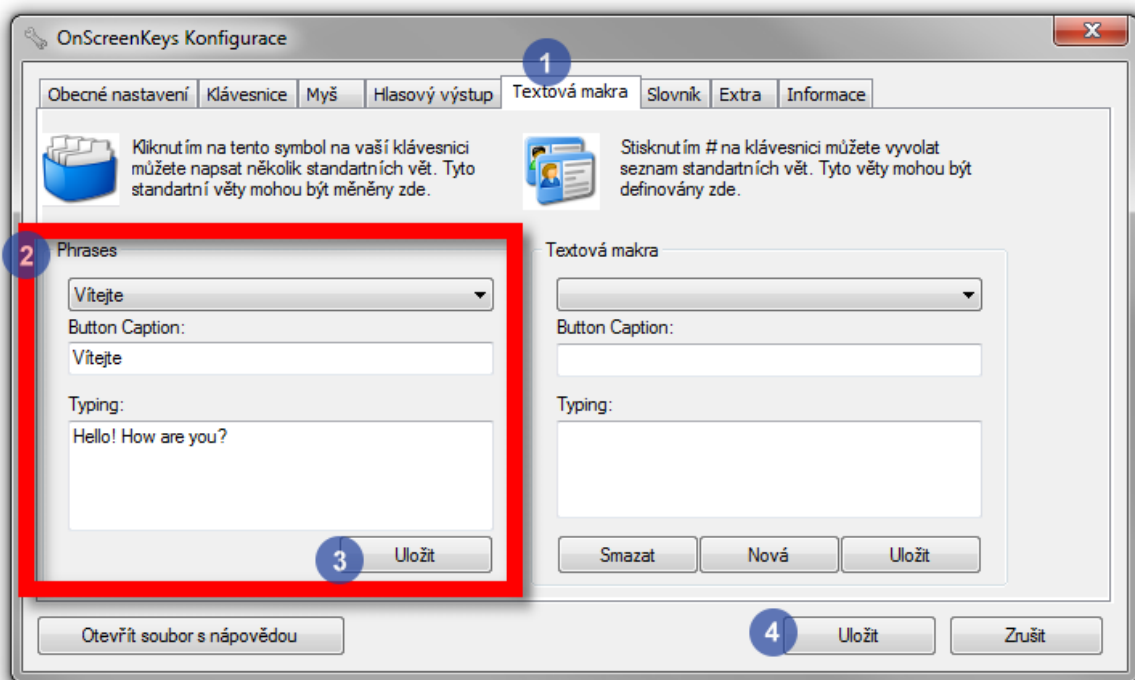 OnScreenKeys Konfigurace
1
Obecné nastavení Klávesnice Myš Hlasový výstup Textová makra Slovník Extra Informace
Kliknutím na tento symbol na vaší klávesnici
můžete napsat několik standartních vět. Tyto
standartní věty mohou být měněny zde.
Stisknutím # na klávesnici můžete vyvolat
seznam standartních vět. Tyto věty mohou být
definovány zde.
2
Phrases
Vítejte
Button Caption:
Vítejte
Typing:
Hello! How are you?
3
Uložit
Textová makra
Button Caption:
Typing:
Smazat Nová Uložit
Otevřít soubor s nápovědou
4
Uložit
Zrušit